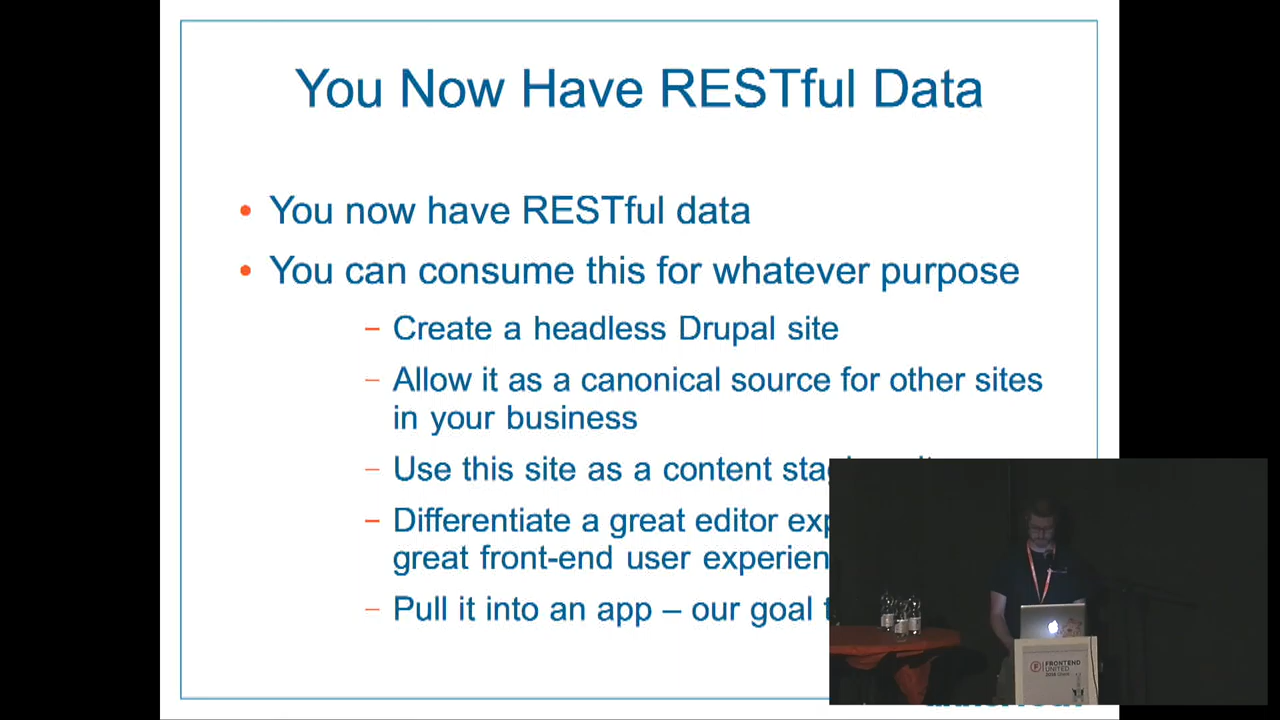 You Now Have RESTful Data
• You now have RESTful data
• You can consume this for whatever purpose
– Create a headless Drupal site
– Allow it as a canonical source for other sites
in your business
– Use this site as a content
– Differentiate a great editor
great front-end user
– Pull it into an app – our goal
FRONTEND
UNITED